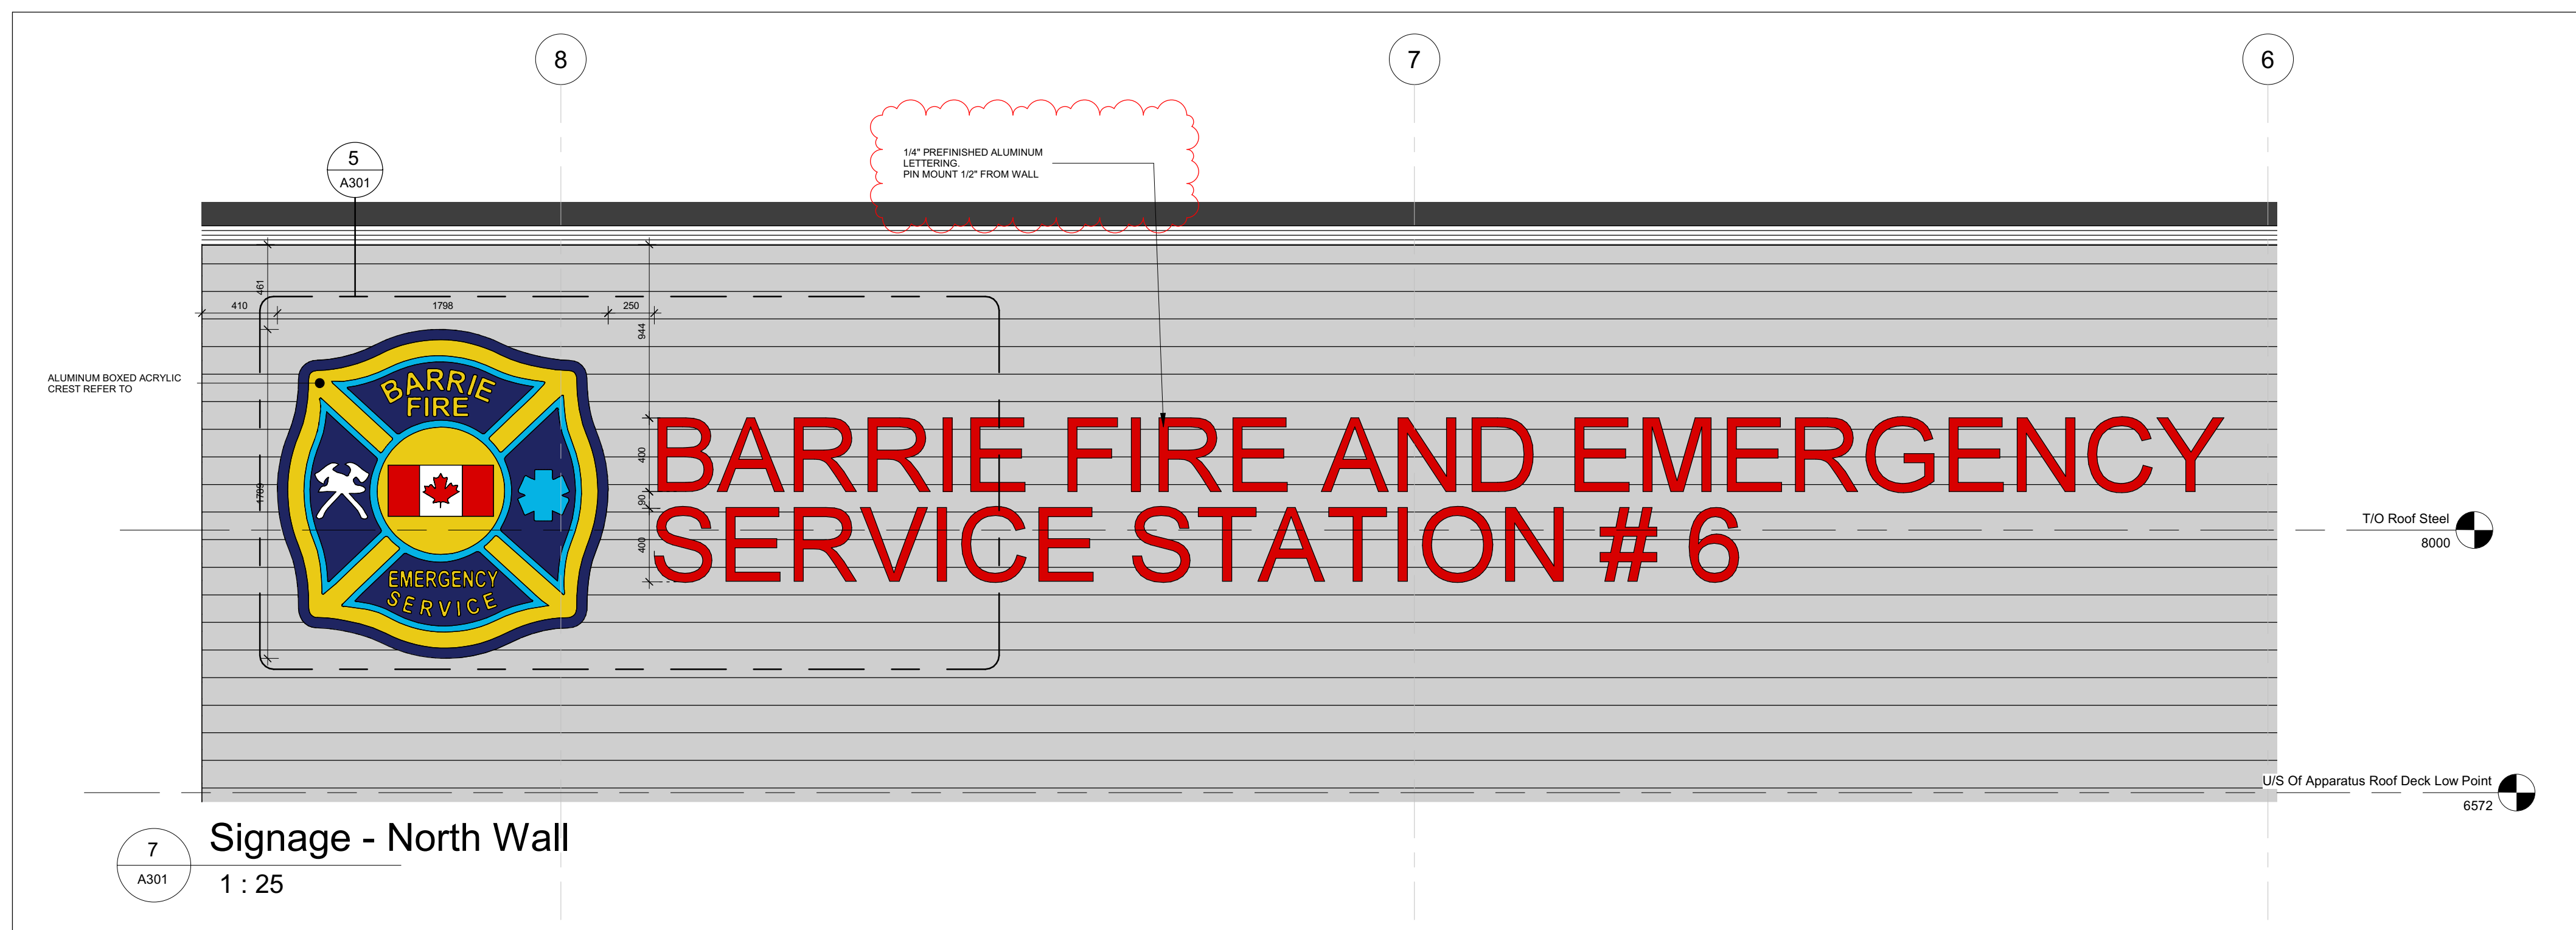 8
7
6
5
A301
1/4" PREFINISHED ALUMINUM
LETTERING.
PIN MOUNT 1/2" FROM WALL
461
410
1798
250
944
ALUMINUM BOXED ACRYLIC
CREST REFER TO
BARRIE
FIRE
EMERGENCY
SERVICE
1789
400
90
400
BARRIE FIRE AND EMERGENCY
SERVICE STATION # 6
T/O Roof Steel
8000
U/S Of Apparatus Roof Deck Low Point
6572
7
A301
Signage - North Wall
1 : 25